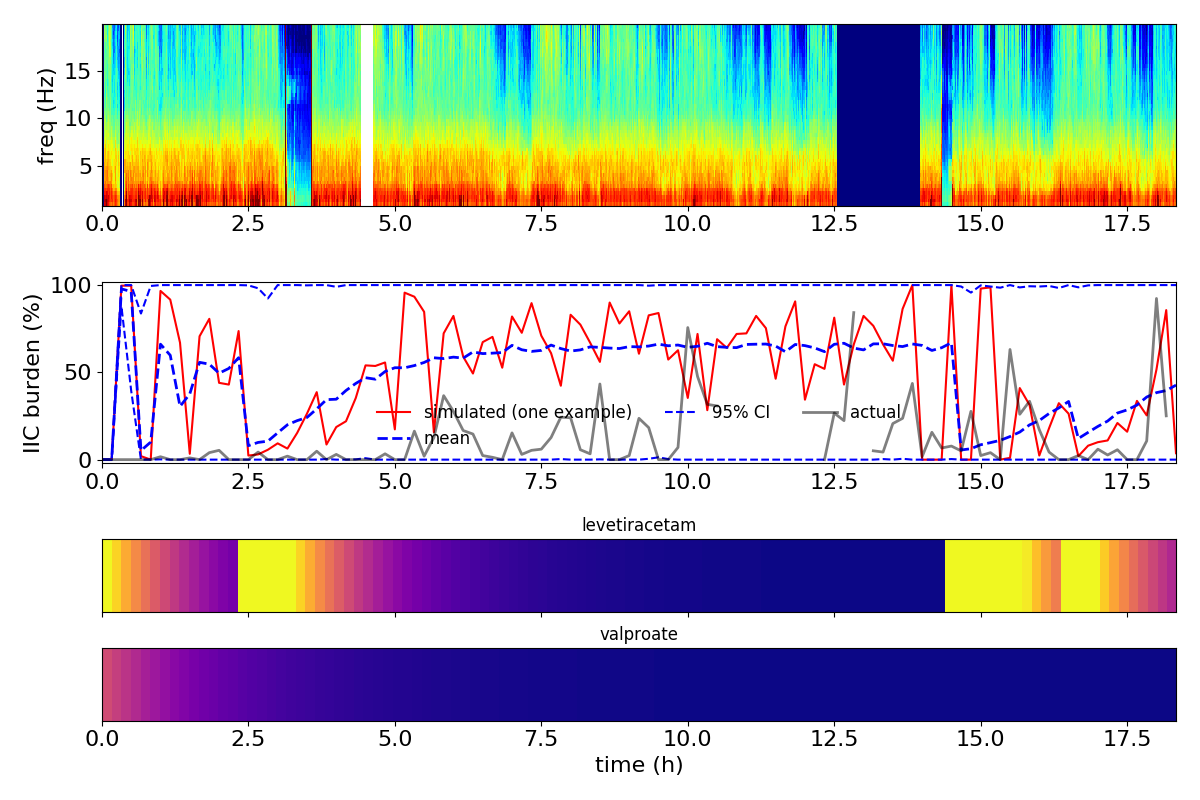 freq (Hz)
15
10
5
0.0 2.5 5.0 7.5 10.0 12.5 15.0 17.5
IIC burden (%)
100
50
0
simulated (one example) 95% CI actual
mean
0.0 2.5 5.0 7.5 10.0 12.5 15.0 17.5
levetiracetam
valproate
0.0 2.5 5.0 7.5 10.0 12.5 15.0 17.5
time (h)